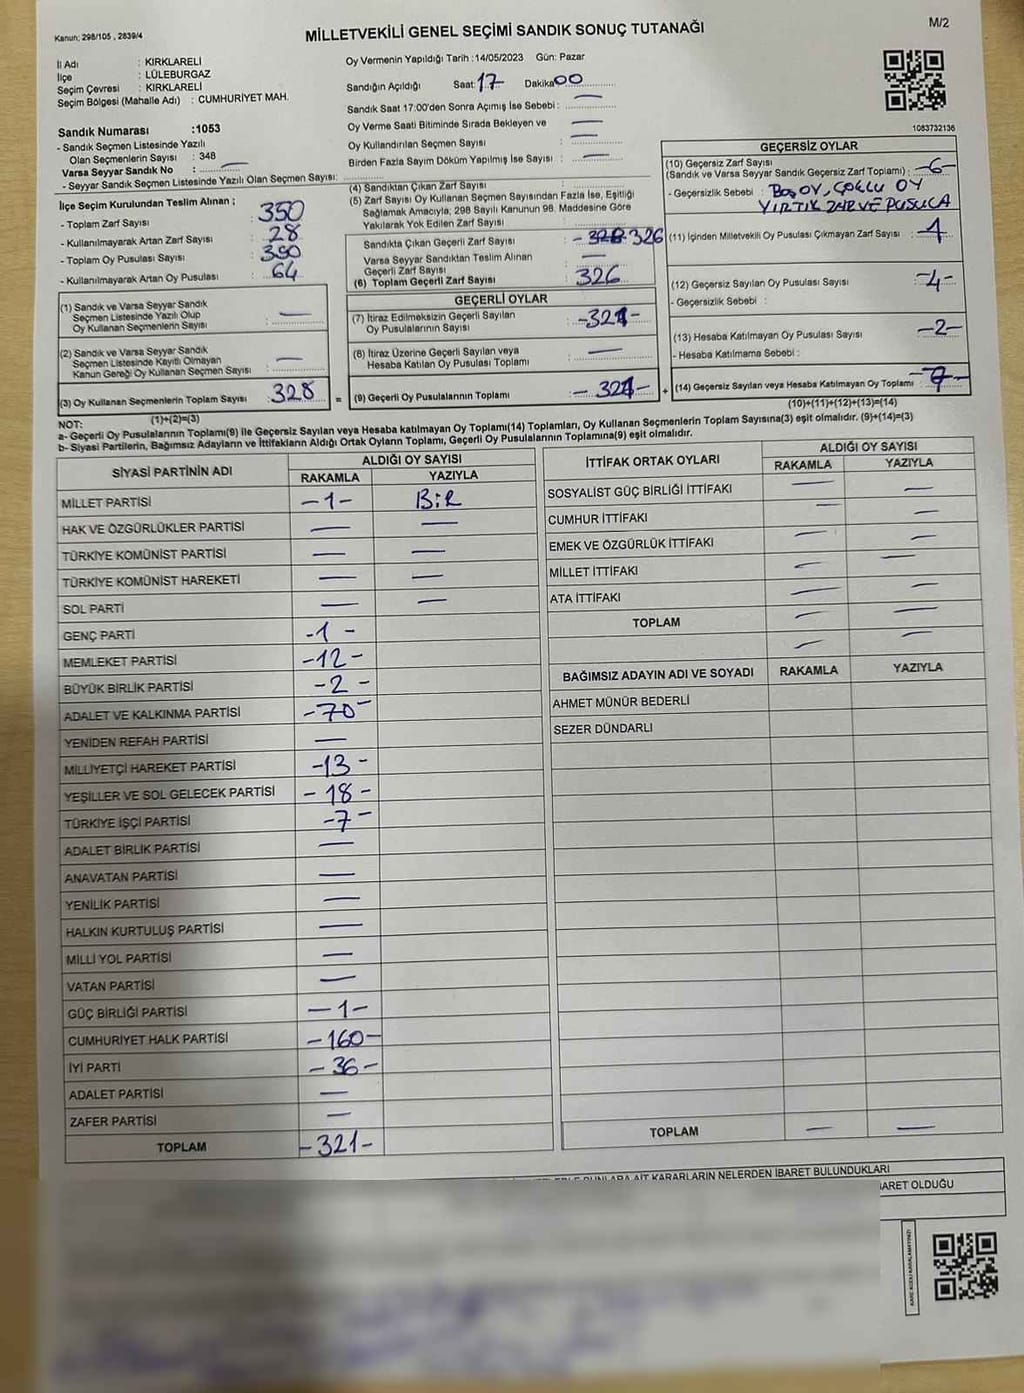 Kanun: 298/105 , 2839/4
MİLLETVEKİLİ GENEL SEÇİMİ SANDIK SONUÇ TUTANAĞI
M/2
İl Adı : KIRKLARELİ
İlçe : LÜLEBURGAZ
Seçim Çevresi : KIRKLARELİ
Seçim Bölgesi (Mahalle Adı) : CUMHURİYET MAH.
Sandık Numarası :1053
- Sandık Seçmen Listesinde Yazılı
Olan Seçmenlerin Sayısı : 348
Varsa Seyyar Sandık No : —
- Seyyar Sandık Seçmen Listesinde Yazılı Olan Seçmen Sayısı:
Oy Vermenin Yapıldığı Tarih :14/05/2023 Gün: Pazar
Sandığın Açıldığı Saat: 17 Dakika 00
Sandık Saat 17:00'den Sonra Açımış İse Sebebi : —
Oy Verme Saati Bitiminde Sırada Bekleyen ve —
Oy Kullandırılan Seçmen Sayısı : —
Birden Fazla Sayım Döküm Yapılmış İse Sayısı : —
1083732136
İlçe Seçim Kurulundan Teslim Alınan ;
- Toplam Zarf Sayısı : 350
- Kullanılmayarak Artan Zarf Sayısı : 28
- Toplam Oy Pusulası Sayısı : 350
- Kullanılmayarak Artan Oy Pusulası : 64
(1) Sandık ve Varsa Seyyar Sandık
Seçmen Listesinde Yazılı Olup
Oy Kullanan Seçmenlerin Sayısı : —
(2) Sandık ve Varsa Seyyar Sandık
Seçmen Listesinde Kayıtlı Olmayan
Kanun Gereği Oy Kullanan Seçmen Sayısı : —
(3) Oy Kullanan Seçmenlerin Toplam Sayısı : 328
(1)+(2)=(3)
(4) Sandıktan Çıkan Zarf Sayısı :
(5) Zarf Sayısı Oy Kullanan Seçmen Sayısından Fazla İse, Eşitliği
Sağlamak Amacıyla, 298 Sayılı Kanunun 98. Maddesine Göre
Yakılarak Yok Edilen Zarf Sayısı
Sandıkta Çıkan Geçerli Zarf Sayısı : 326
Varsa Seyyar Sandıktan Teslim Alınan
Geçerli Zarf Sayısı : —
(6) Toplam Geçerli Zarf Sayısı : 326
GEÇERLİ OYLAR
(7) İtiraz Edilmeksizin Geçerli Sayılan
Oy Pusulalarının Sayısı : -321-
(8) İtiraz Üzerine Geçerli Sayılan veya
Hesaba Katılan Oy Pusulası Toplamı : —
= (9) Geçerli Oy Pusulalarının Toplamı : - 321-
GEÇERSİZ OYLAR
(10) Geçersiz Zarf Sayısı
(Sandık ve Varsa Seyyar Sandık Geçersiz Zarf Toplamı) : -6-
- Geçersizlik Sebebi : BOŞ OY, ÇOKLU OY
YIRTIK ZARVE PUSULA
(11) İçinden Milletvekili Oy Pusulası Çıkmayan Zarf Sayısı : -1-
(12) Geçersiz Sayılan Oy Pusulası Sayısı
- Geçersizlik Sebebi :
(13) Hesaba Katılmayan Oy Pusulası Sayısı -2-
- Hesaba Katılmama Sebebi :
+ (14) Geçersiz Sayılan veya Hesaba Katılmayan Oy Toplamı :
(10)+(11)+(12)+(13)=(14)
NOT:
a- Geçerli Oy Pusulalarının Toplamı(9) ile Geçersiz Sayılan veya Hesaba katılmayan Oy Toplamı(14) Toplamları, Oy Kullanan Seçmenlerin Toplam Sayısına(3) eşit olmalıdır. (9)+(14)=(3)
b- Siyasi Partilerin, Bağımsız Adayların ve İttifakların Aldığı Ortak Oyların Toplamı, Geçerli Oy Pusulalarının Toplamına(9) eşit olmalıdır.
SİYASİ PARTİNİN ADI ALDIĞI OY SAYISI
RAKAMLA YAZIYLA
MİLLET PARTİSİ -1- BİR
HAK VE ÖZGÜRLÜKLER PARTİSİ — —
TÜRKİYE KOMÜNİST PARTİSİ — —
TÜRKİYE KOMÜNİST HAREKETİ — —
SOL PARTİ — —
GENÇ PARTİ -1 -
MEMLEKET PARTİSİ -12-
BÜYÜK BİRLİK PARTİSİ -2 -
ADALET VE KALKINMA PARTİSİ -70-
YENİDEN REFAH PARTİSİ —
MİLLİYETÇİ HAREKET PARTİSİ -13-
YEŞİLLER VE SOL GELECEK PARTİSİ - 18 -
TÜRKİYE İŞÇİ PARTİSİ -7-
ADALET BİRLİK PARTİSİ —
ANAVATAN PARTİSİ —
YENİLİK PARTİSİ —
HALKIN KURTULUŞ PARTİSİ —
MİLLİ YOL PARTİSİ —
VATAN PARTİSİ —
GÜÇ BİRLİĞİ PARTİSİ -1-
CUMHURİYET HALK PARTİSİ -160-
İYİ PARTİ - 36 -
ADALET PARTİSİ —
ZAFER PARTİSİ —
TOPLAM -321-
İTTİFAK ORTAK OYLARI ALDIĞI OY SAYISI
RAKAMLA YAZIYLA
SOSYALİST GÜÇ BİRLİĞİ İTTİFAKI — —
CUMHUR İTTİFAKI — —
EMEK VE ÖZGÜRLÜK İTTİFAKI — —
MİLLET İTTİFAKI — —
ATA İTTİFAKI — —
TOPLAM — —
BAĞIMSIZ ADAYIN ADI VE SOYADI RAKAMLA YAZIYLA
AHMET MÜNÜR BEDERLİ
SEZER DÜNDARLI
TOPLAM — —
KARARLARIN NELERDEN İBARET BULUNDUKLARI
OLDUĞU